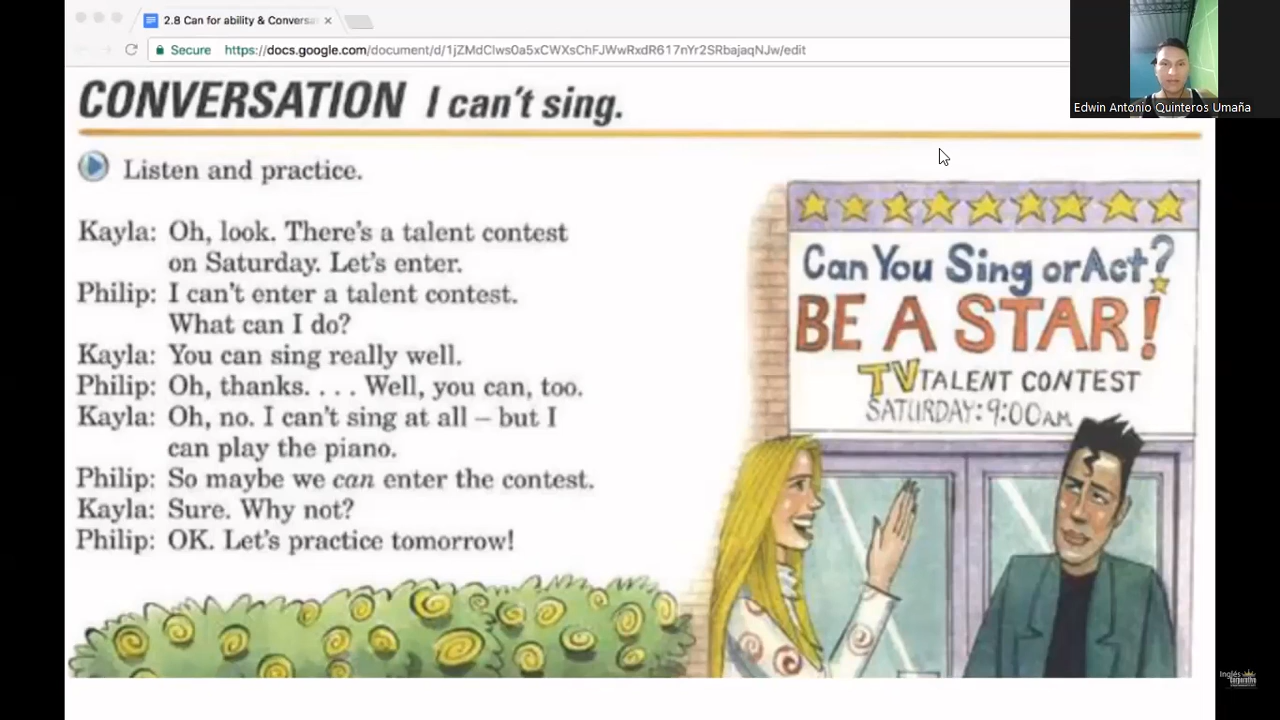 2.8 Can for ability & Conversa
Secure
https://docs.google.com/document/d/1jZMdClws0a5xCWXsChFJWwRxdR617nYr2SRbajaqNJw/edit
Edwin Antonio Quinteros Umaña
CONVERSATION I can't sing.
Listen and practice.
Kayla: Oh, look. There's a talent contest
on Saturday. Let's enter.
Philip: I can't enter a talent contest.
What can I do?
Kayla: You can sing really well.
Philip: Oh, thanks. . . . Well, you can, too.
Kayla: Oh, no. I can't sing at all – but I
can play the piano.
Philip: So maybe we can enter the contest.
Kayla: Sure. Why not?
Philip: OK. Let's practice tomorrow!
Can You Sing or Act?
BE A STAR!
TV TALENT CONTEST
SATURDAY: 9:00 AM
Inglés
Corporativo